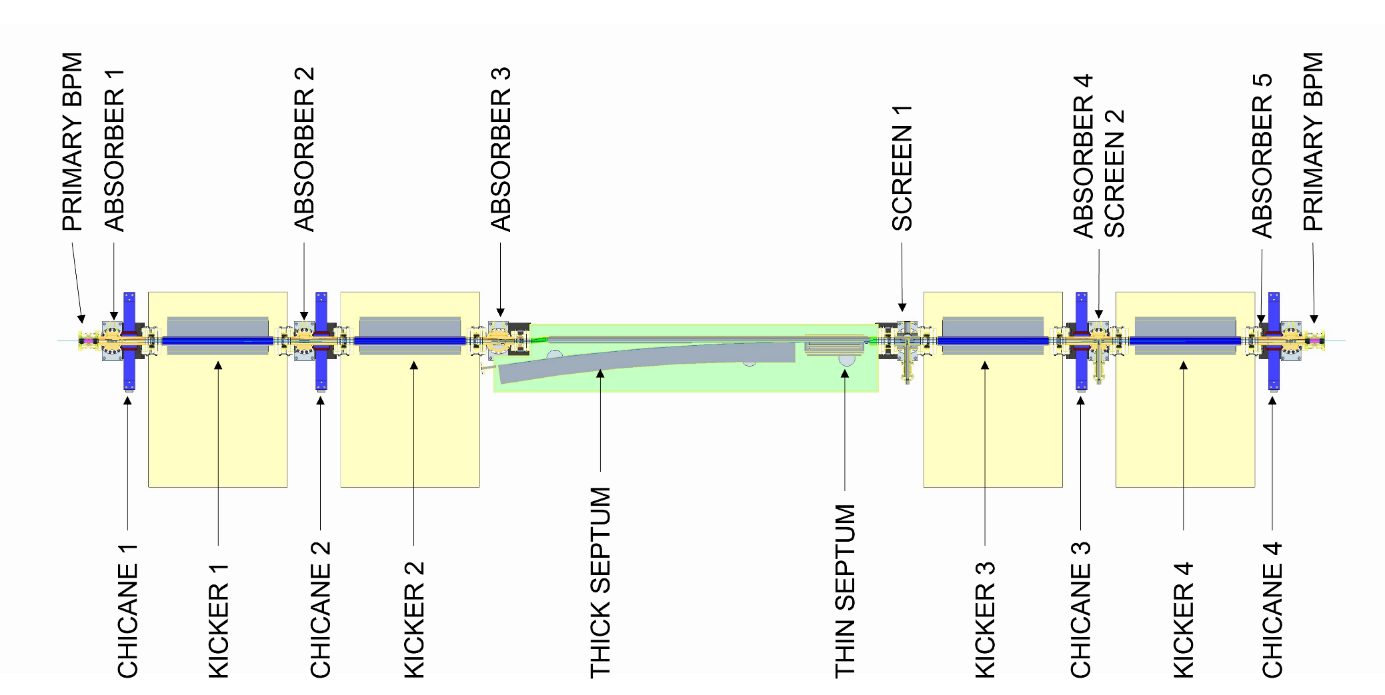 PRIMARY BPM
ABSORBER 1
ABSORBER 2
ABSORBER 3
SCREEN 1
ABSORBER 4
SCREEN 2
ABSORBER 5
PRIMARY BPM
CHICANE 1
KICKER 1
CHICANE 2
KICKER 2
THICK SEPTUM
THIN SEPTUM
KICKER 3
CHICANE 3
KICKER 4
CHICANE 4